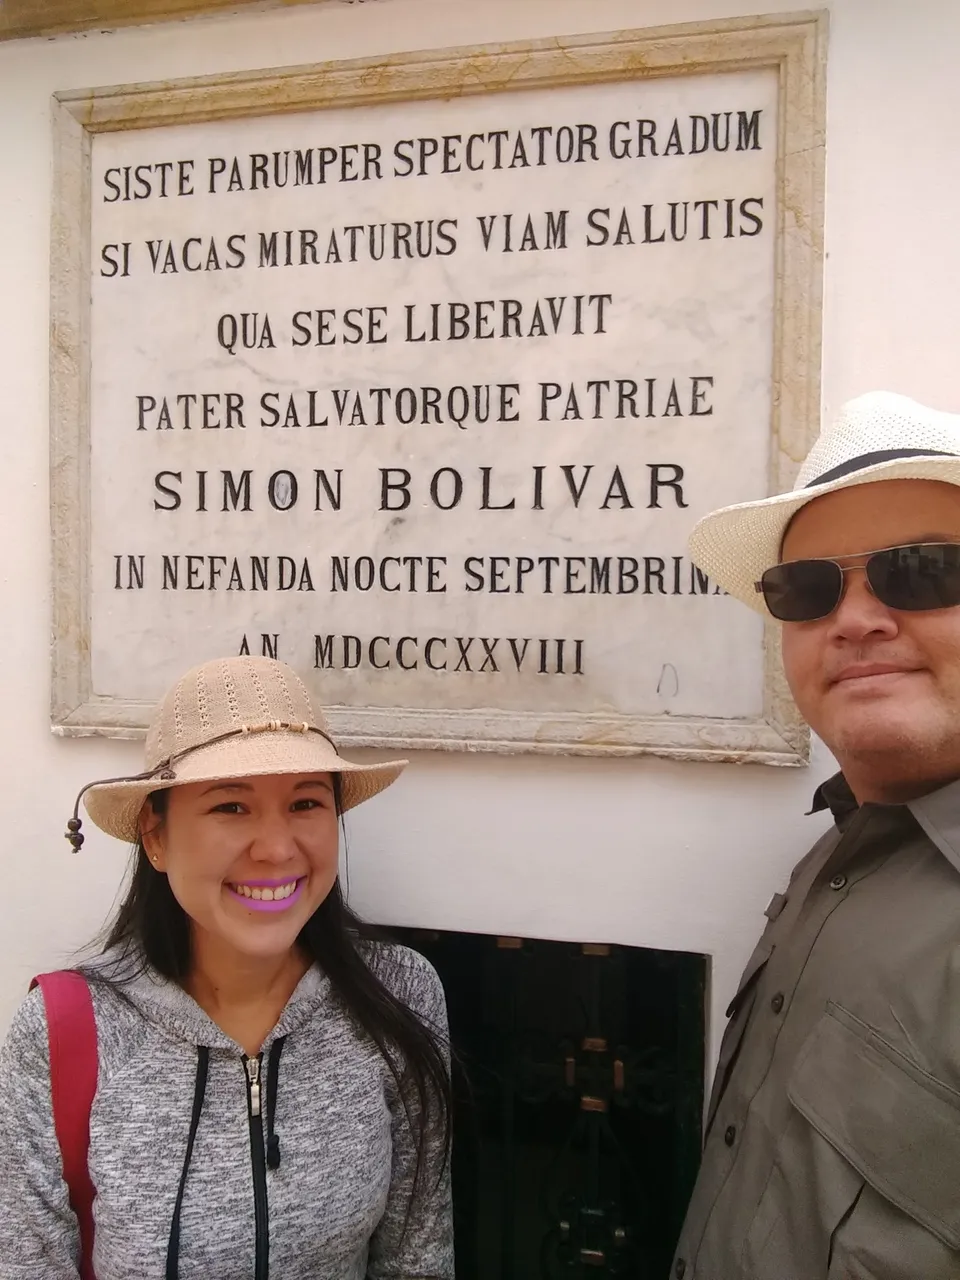 SISTE PARUMPER SPECTATOR GRADUM
SI VACAS MIRATURUS VIAM SALUTIS
QUA SESE LIBERAVIT
PATER SALVATORQUE PATRIAE
SIMON BOLIVAR
IN NEFANDA NOCTE SEPTEMBRINA
AN MDCCCXXVIII